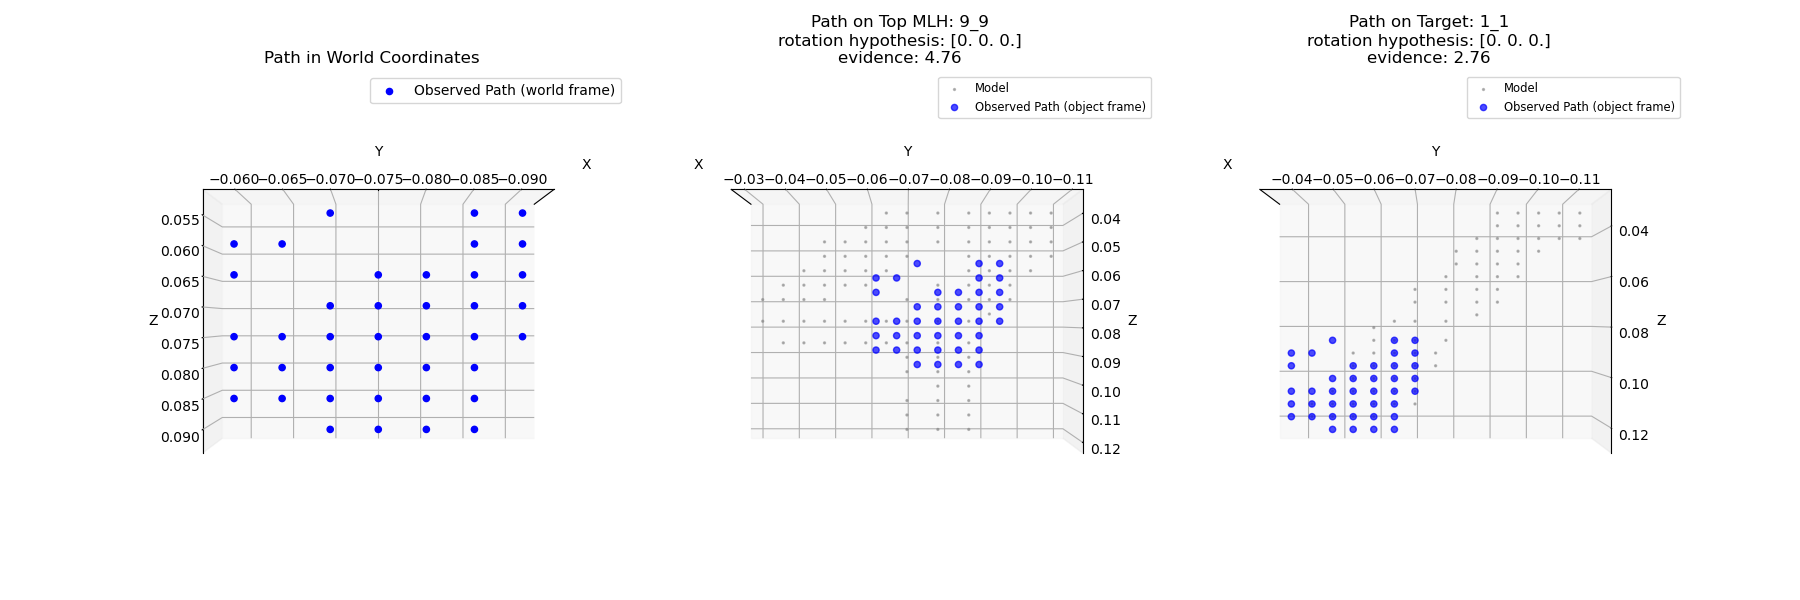 Path in World Coordinates
Observed Path (world frame)
Y
X
−0.060 −0.065 −0.070 −0.075 −0.080 −0.085 −0.090
0.055
0.060
0.065
0.070
Z
0.075
0.080
0.085
0.090
Path on Top MLH: 9_9
rotation hypothesis: [0. 0. 0.]
evidence: 4.76
Model
Observed Path (object frame)
Y
X
−0.03 −0.04 −0.05 −0.06 −0.07 −0.08 −0.09 −0.10 −0.11
0.04
0.05
0.06
0.07
Z
0.08
0.09
0.10
0.11
0.12
Path on Target: 1_1
rotation hypothesis: [0. 0. 0.]
evidence: 2.76
Model
Observed Path (object frame)
Y
X
−0.04 −0.05 −0.06 −0.07 −0.08 −0.09 −0.10 −0.11
0.04
0.06
Z
0.08
0.10
0.12